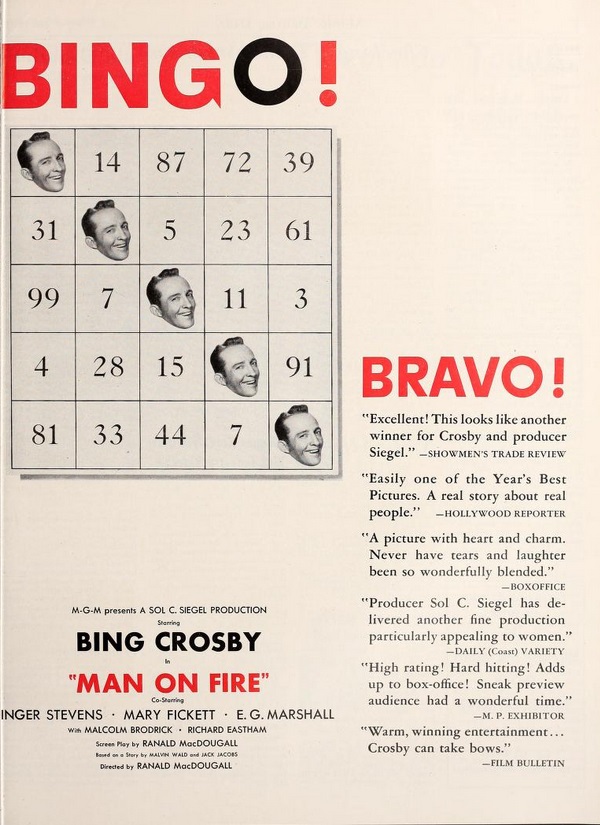 BINGO!
14 87 72 39
31 5 23 61
99 7 11 3
4 28 15 91
81 33 44 7
BRAVO!
"Excellent! This looks like another
winner for Crosby and producer
Siegel." —SHOWMEN'S TRADE REVIEW
"Easily one of the Year's Best
Pictures. A real story about real
people." —HOLLYWOOD REPORTER
"A picture with heart and charm.
Never have tears and laughter
been so wonderfully blended."
—BOXOFFICE
"Producer Sol C. Siegel has de-
livered another fine production
particularly appealing to women."
—DAILY (Coast) VARIETY
"High rating! Hard hitting! Adds
up to box-office! Sneak preview
audience had a wonderful time."
—M. P. EXHIBITOR
"Warm, winning entertainment...
Crosby can take bows."
—FILM BULLETIN
M-G-M presents A SOL C. SIEGEL PRODUCTION
Starring
BING CROSBY
in
"MAN ON FIRE"
Co-Starring
INGER STEVENS · MARY FICKETT · E. G. MARSHALL
With MALCOLM BRODRICK · RICHARD EASTHAM
Screen Play by RANALD MacDOUGALL
Based on a Story by MALVIN WALD and JACK JACOBS
Directed by RANALD MacDOUGALL